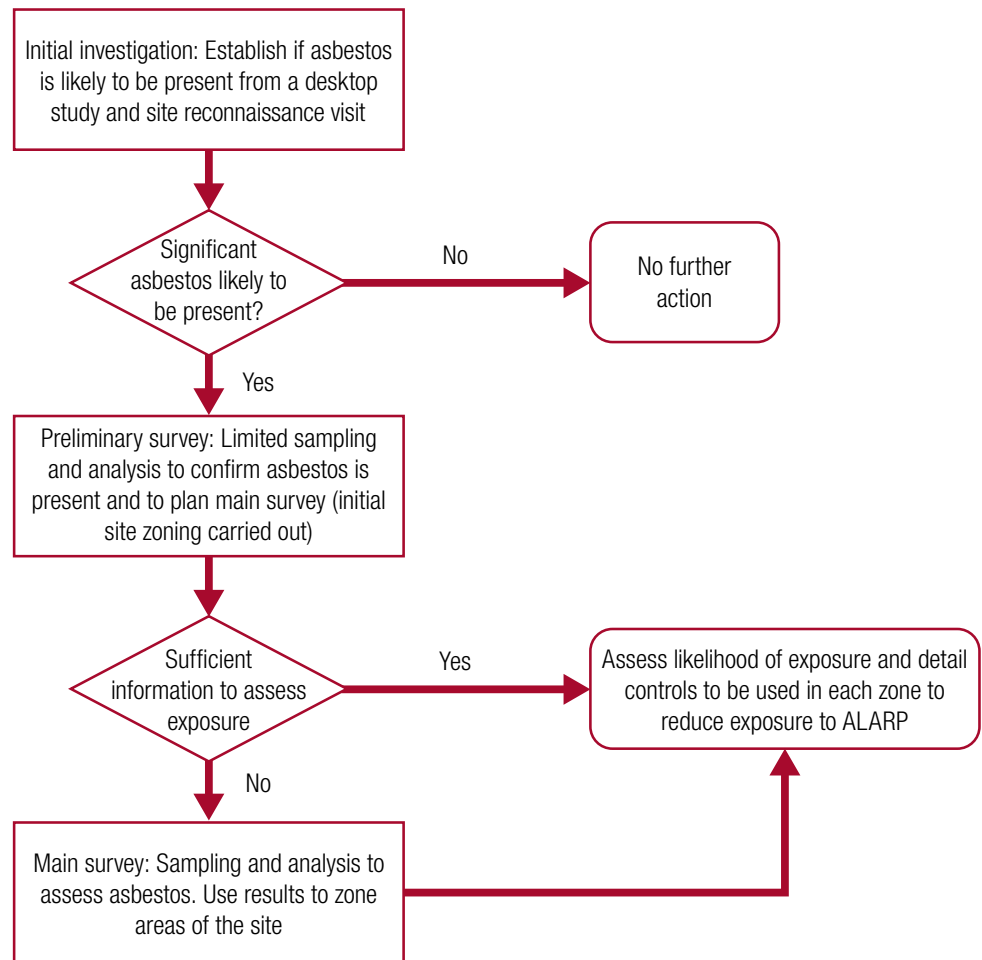 Initial investigation: Establish if asbestos
is likely to be present from a desktop
study and site reconnaissance visit
Significant
asbestos likely to
be present?
No
No further
action
Yes
Preliminary survey: Limited sampling
and analysis to confirm asbestos is
present and to plan main survey (initial
site zoning carried out)
Sufficient
information to assess
exposure
Yes
Assess likelihood of exposure and detail
controls to be used in each zone to
reduce exposure to ALARP
No
Main survey: Sampling and analysis to
assess asbestos. Use results to zone
areas of the site